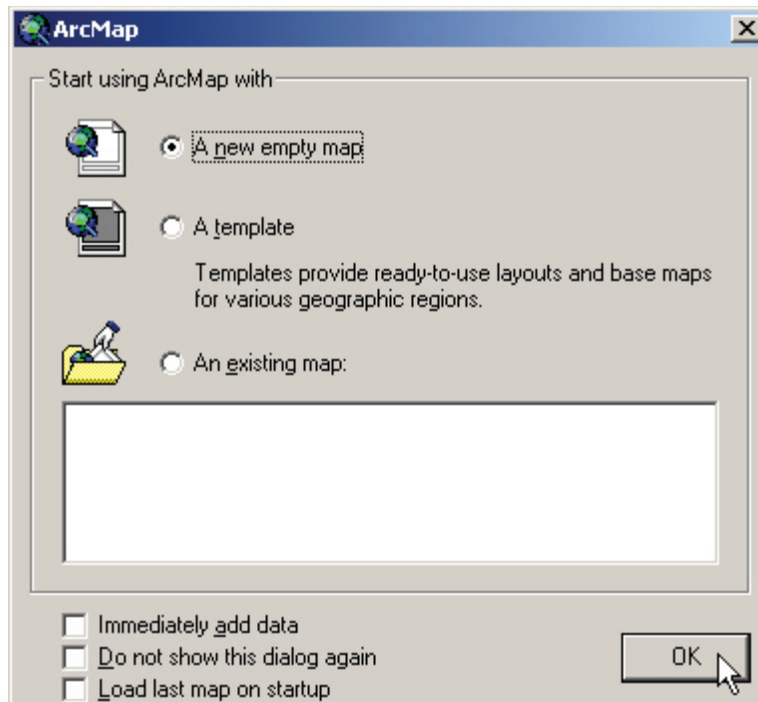 ArcMap
Start using ArcMap with
A new empty map
A template
Templates provide ready-to-use layouts and base maps
for various geographic regions.
An existing map:
Immediately add data
Do not show this dialog again
Load last map on startup
OK